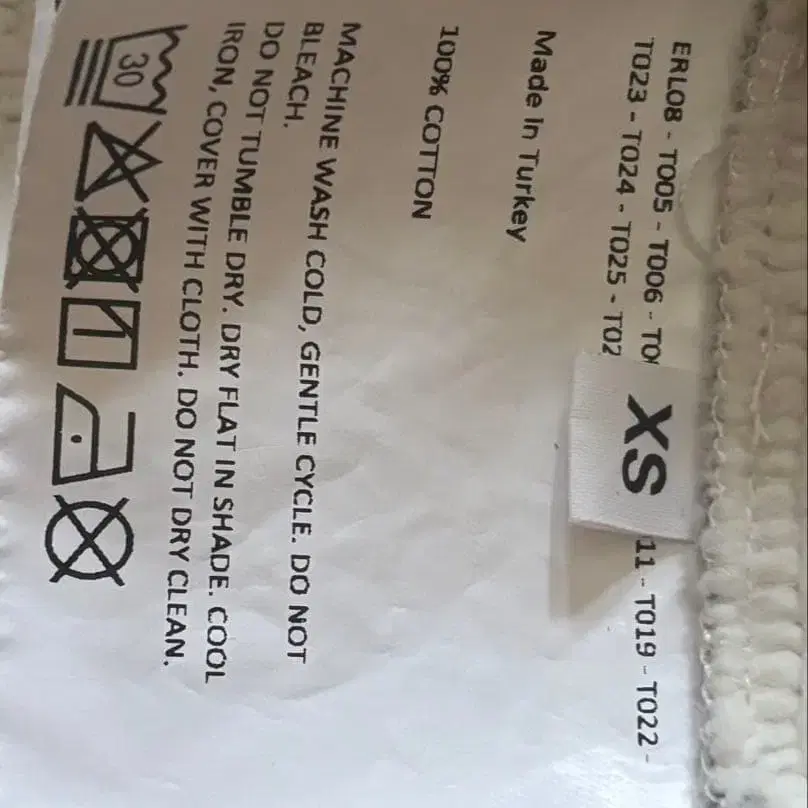 ERL08 - T005 - T006 -
11 - T019 - T022 -
T023 - T024 - T025 -
XS
Made In Turkey
100% COTTON
MACHINE WASH COLD, GENTLE CYCLE. DO NOT
BLEACH.
DO NOT TUMBLE DRY. DRY FLAT IN SHADE. COOL
IRON, COVER WITH CLOTH. DO NOT DRY CLEAN.
30